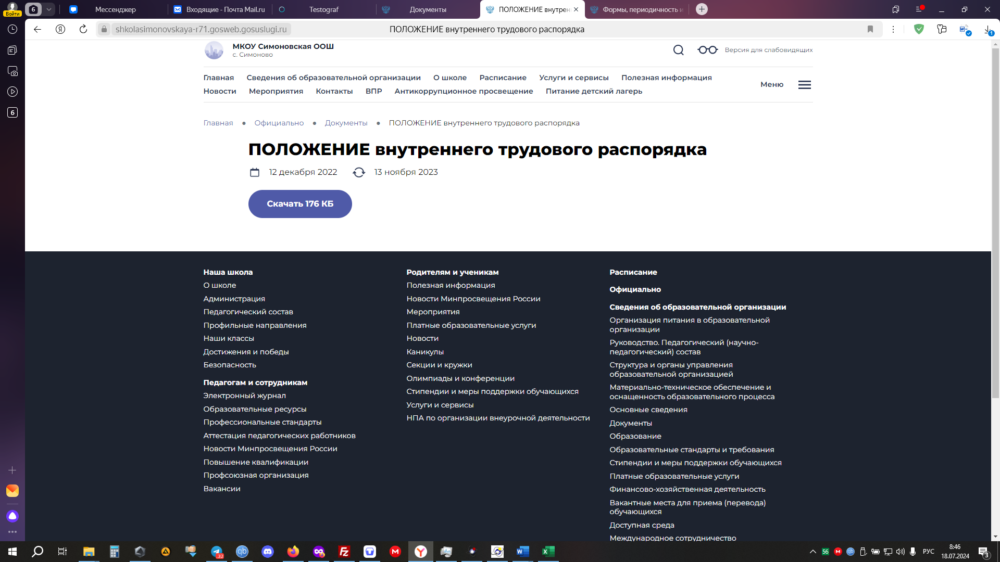 Войти
6
Мессенджер
Входящие - Почта Mail.ru
Testograf
Документы
ПОЛОЖЕНИЕ внутрен
Формы, периодичность и
shkolasimonovskaya-r71.gosweb.gosuslugi.ru
ПОЛОЖЕНИЕ внутреннего трудового распорядка
1
6
МКОУ Симоновская ООШ
с. Симоново
Версия для слабовидящих
Главная
Сведения об образовательной организации
О школе
Расписание
Услуги и сервисы
Полезная информация
Новости
Мероприятия
Контакты
ВПР
Антикоррупционное просвещение
Питание детский лагерь
Меню
Главная ● Официально ● Документы ● ПОЛОЖЕНИЕ внутреннего трудового распорядка
ПОЛОЖЕНИЕ внутреннего трудового распорядка
12 декабря 2022
13 ноября 2023
Скачать 176 КБ
Наша школа
О школе
Администрация
Педагогический состав
Профильные направления
Наши классы
Достижения и победы
Безопасность
Педагогам и сотрудникам
Электронный журнал
Образовательные ресурсы
Профессиональные стандарты
Аттестация педагогических работников
Новости Минпросвещения России
Повышение квалификации
Профсоюзная организация
Вакансии
Родителям и ученикам
Полезная информация
Новости Минпросвещения России
Мероприятия
Платные образовательные услуги
Новости
Каникулы
Секции и кружки
Олимпиады и конференции
Стипендии и меры поддержки обучающихся
Услуги и сервисы
НПА по организации внеурочной деятельности
Расписание
Официально
Сведения об образовательной организации
Организация питания в образовательной
организации
Руководство. Педагогический (научно-
педагогический) состав
Структура и органы управления
образовательной организацией
Материально-техническое обеспечение и
оснащенность образовательного процесса
Основные сведения
Документы
Образование
Образовательные стандарты и требования
Стипендии и меры поддержки обучающихся
Платные образовательные услуги
Финансово-хозяйственная деятельность
Вакантные места для приема (перевода)
обучающихся
Доступная среда
Международное сотрудничество
32
56
РУС
8:46
18.07.2024
3